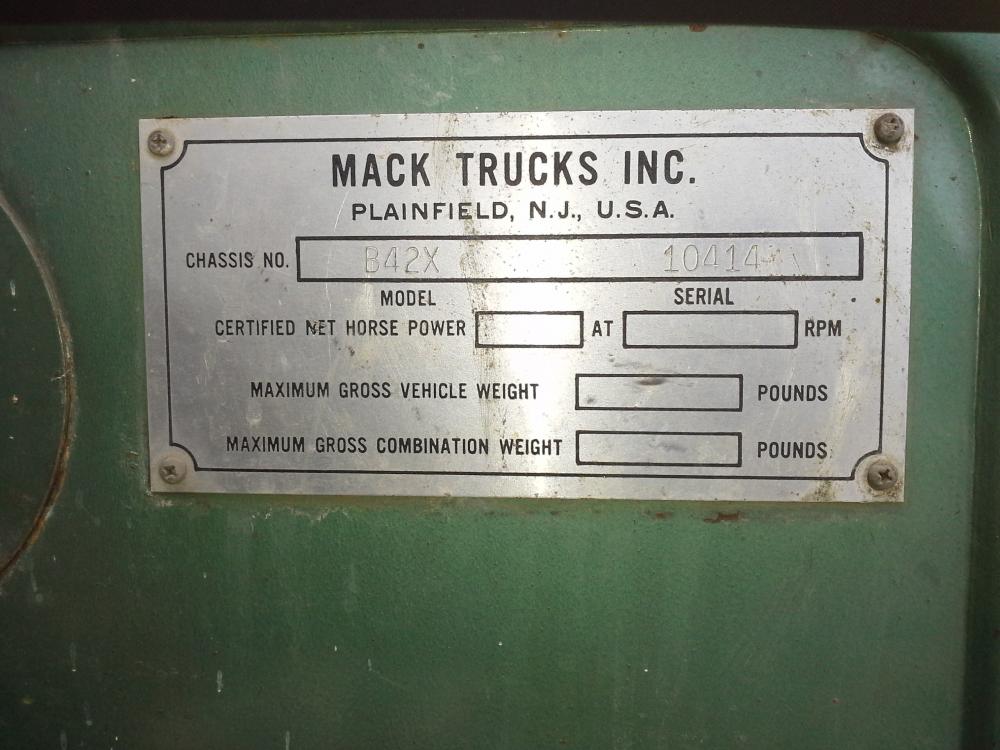 MACK TRUCKS INC.
PLAINFIELD, N.J., U.S.A.
CHASSIS NO. B42X 10414
MODEL SERIAL
CERTIFIED NET HORSE POWER AT RPM
MAXIMUM GROSS VEHICLE WEIGHT POUNDS
MAXIMUM GROSS COMBINATION WEIGHT POUNDS